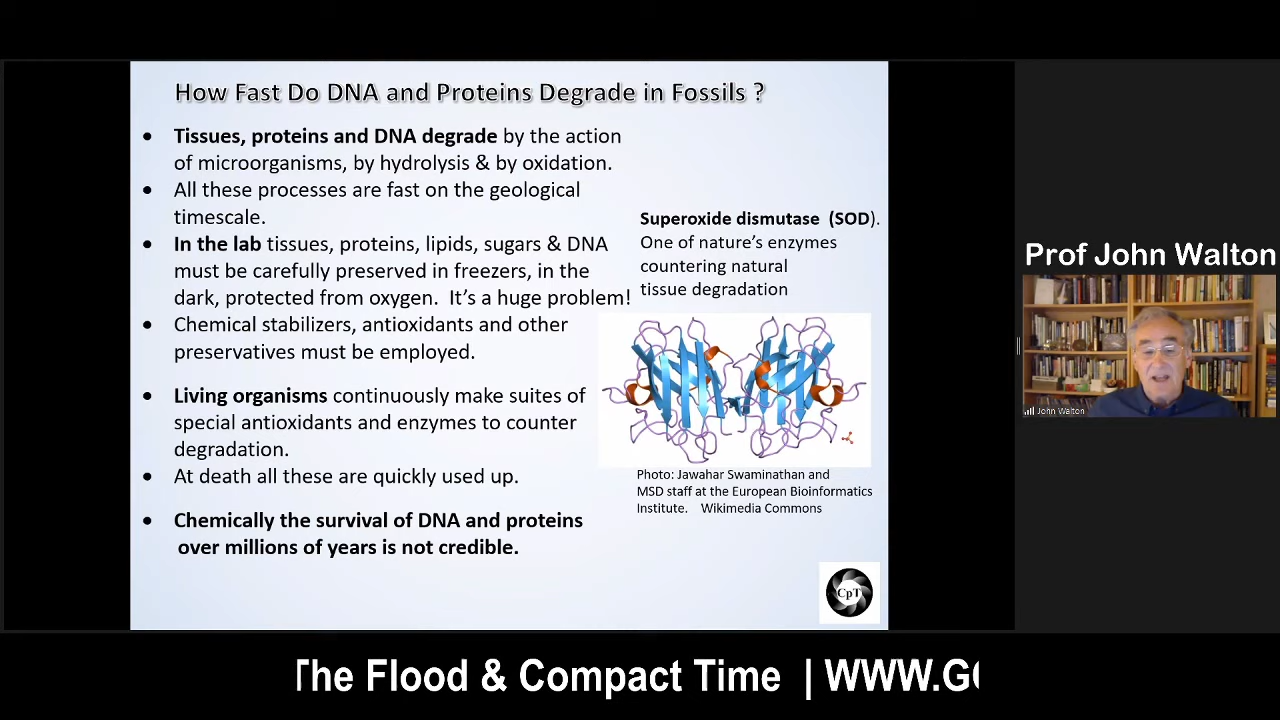 How Fast Do DNA and Proteins Degrade in Fossils ?
• Tissues, proteins and DNA degrade by the action
of microorganisms, by hydrolysis & by oxidation.
• All these processes are fast on the geological
timescale.
• In the lab tissues, proteins, lipids, sugars & DNA
must be carefully preserved in freezers, in the
dark, protected from oxygen. It's a huge problem!
• Chemical stabilizers, antioxidants and other
preservatives must be employed.
• Living organisms continuously make suites of
special antioxidants and enzymes to counter
degradation.
• At death all these are quickly used up.
• Chemically the survival of DNA and proteins
over millions of years is not credible.
Superoxide dismutase (SOD).
One of nature's enzymes
countering natural
tissue degradation
Photo: Jawahar Swaminathan and
MSD staff at the European Bioinformatics
Institute. Wikimedia Commons
CpT
Prof John Walton
John Walton
The Flood & Compact Time | WWW.G